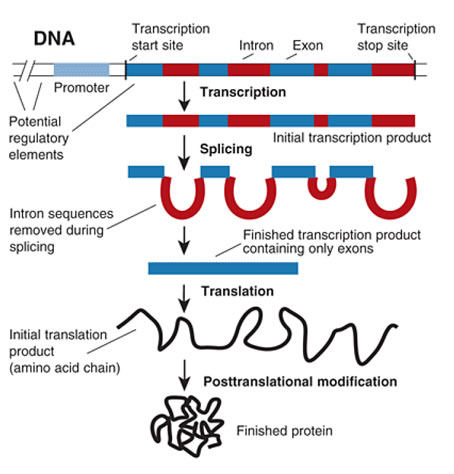 DNA
Transcription
start site
Intron
Exon
Transcription
stop site
Promoter
Transcription
Potential
regulatory
elements
Initial transcription product
Splicing
Intron sequences
removed during
splicing
Finished transcription product
containing only exons
Translation
Initial translation
product
(amino acid chain)
Posttranslational modification
Finished protein